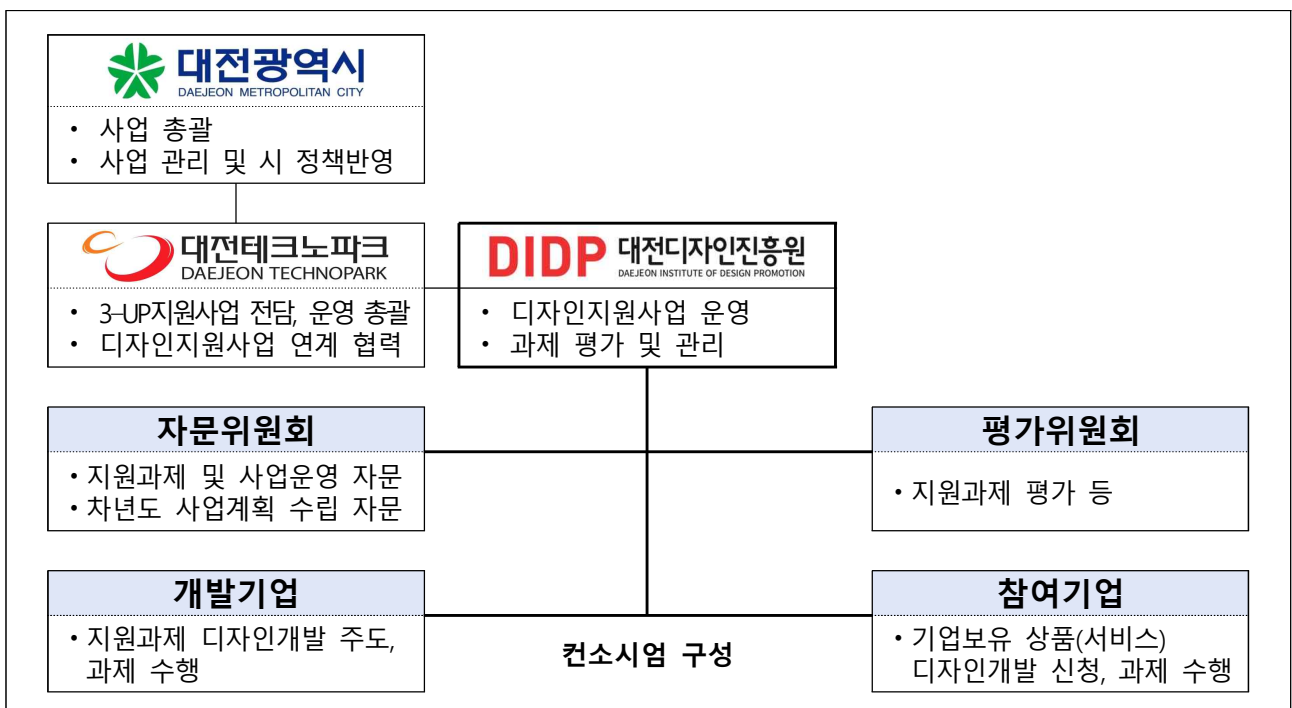 대전광역시
DAEJEON METROPOLITAN CITY
• 사업 총괄
• 사업 관리 및 시 정책반영
대전테크노파크
DAEJEON TECHNOPARK
• 3-UP지원사업 전담, 운영 총괄
• 디자인지원사업 연계 협력
DIDP 대전디자인진흥원
DAEJEON INSTITUTE OF DESIGN PROMOTION
• 디자인지원사업 운영
• 과제 평가 및 관리
자문위원회
• 지원과제 및 사업운영 자문
• 차년도 사업계획 수립 자문
평가위원회
• 지원과제 평가 등
개발기업
• 지원과제 디자인개발 주도,
과제 수행
컨소시엄 구성
참여기업
• 기업보유 상품(서비스)
디자인개발 신청, 과제 수행